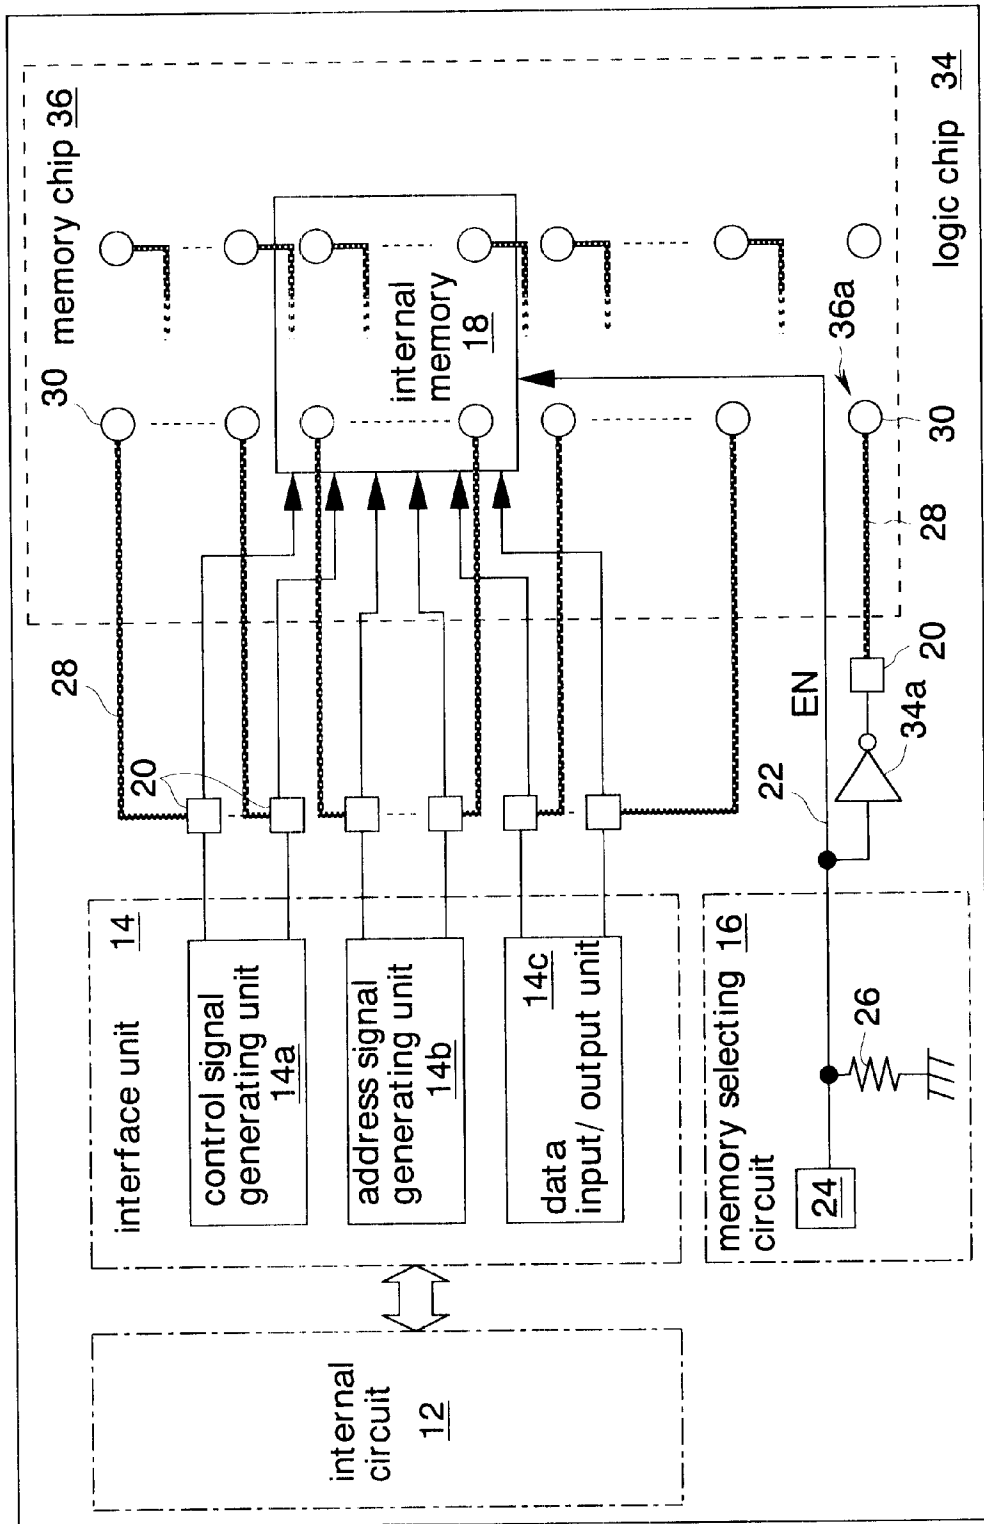 memory chip 36
30
28
20
internal
memory
18
interface unit
14
control signal
generating unit
14a
address signal
generating unit
14b
14c
data
input/output unit
internal
circuit
12
memory selecting 16
circuit
24
26
22
EN
34a
20
28
30
36a
logic chip 34